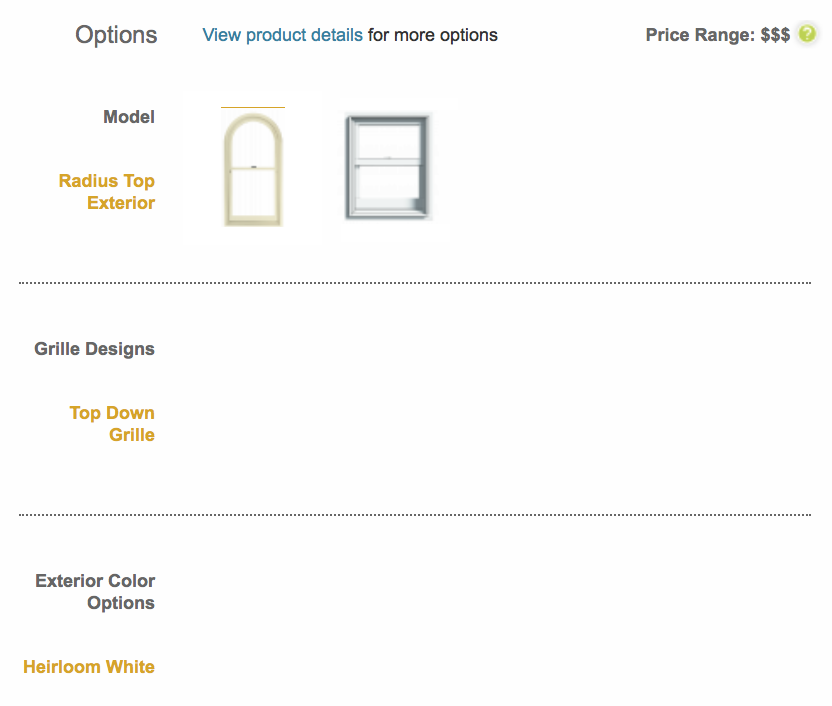 Options
View product details for more options
Price Range: $$$ ?
Model
Radius Top
Exterior
Grille Designs
Top Down
Grille
Exterior Color
Options
Heirloom White